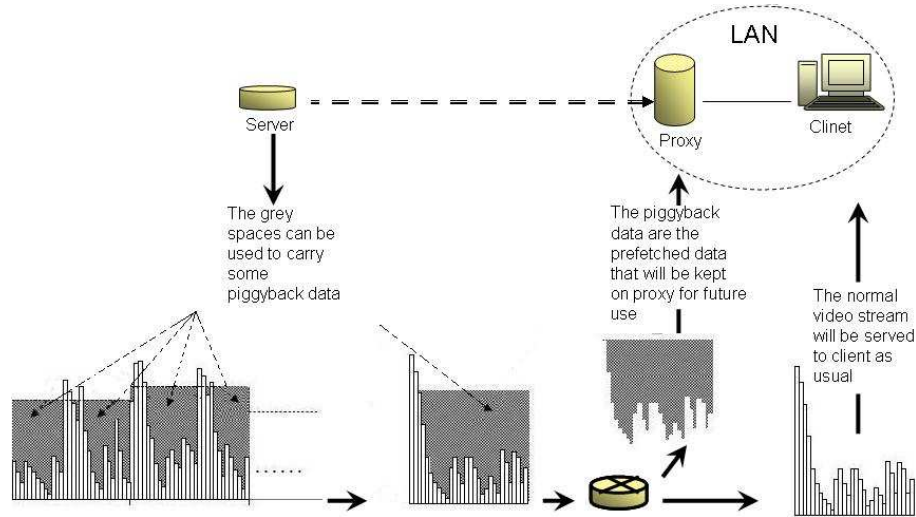 LAN
Server
Proxy
Clinet
The grey
spaces can be
used to carry
some
piggyback data
The piggyback
data are the
prefetched data
that will be kept
on proxy for future
use
The normal
video stream
will be served
to client as
usual